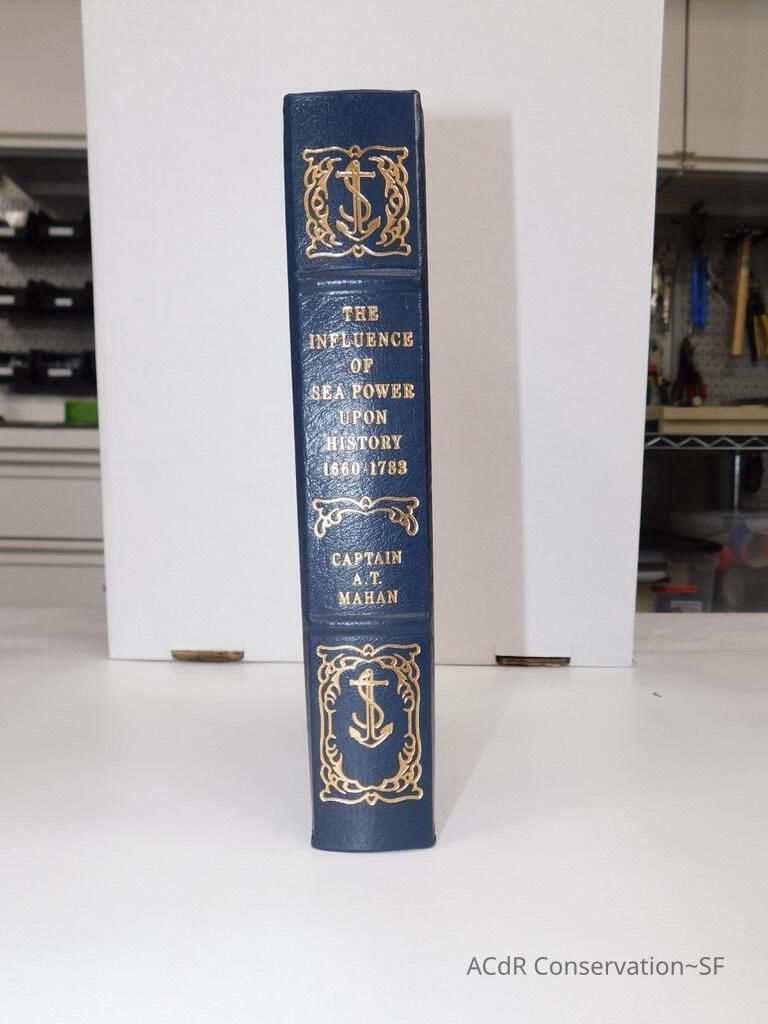 THE
INFLUENCE
OF
SEA POWER
UPON
HISTORY
1660-1783
CAPTAIN
A.T.
MAHAN
ACdR Conservation~SF